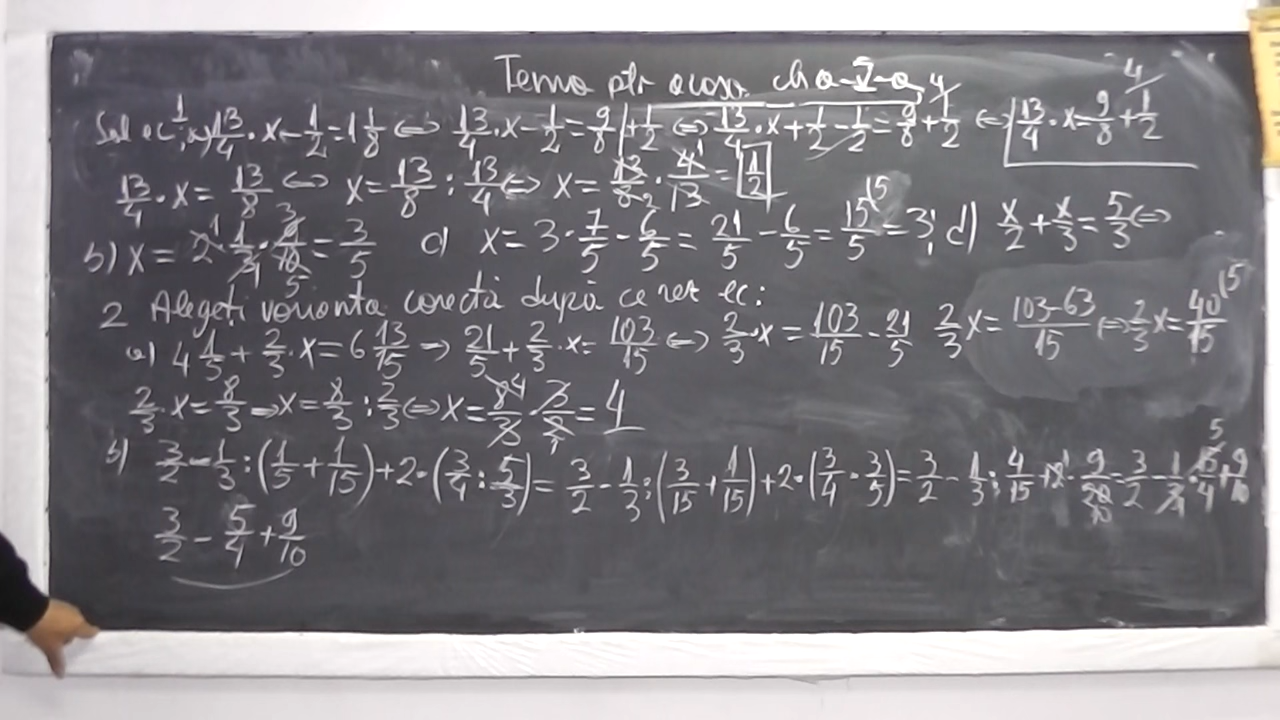 Tema ptr acasa cls a-5-a
1 a) 13/4 · x - 1/2 = 1 1/8 ⇔ 13/4 · x - 1/2 = 9/8 | + 1/2 ⇔ 13/4 · x + 1/2 - 1/2 = 9/8 + 1/2 ⇔ 13/4 · x = 9/8 + 1/2
13/4 · x = 13/8 ⇔ x = 13/8 : 13/4 ⇔ x = 13/8 · 4/13 = 1/2
b) x = 2 · 1/3 · 9/10 = 3/5 c) x = 3 · 7/5 - 6/5 = 21/5 - 6/5 = 15/5 = 3; d) x/2 + x/3 = 5/3 ⇔
2 Alegeti varianta corectă după ce rez ec:
a) 4 1/5 + 2/3 · x = 6 13/15 ⇒ 21/5 + 2/3 · x = 103/15 ⇔ 2/3 · x = 103/15 - 21/5 2/3 x = 103-63/15 ⇔ 2/3 x = 40/15
2/3 · x = 8/3 ⇒ x = 8/3 : 2/3 ⇔ x = 8/3 · 3/2 = 4
b) 3/2 - 1/3 : (1/5 + 1/15) + 2 · (3/4 : 5/3) = 3/2 - 1/3 : (3/15 + 1/15) + 2 · (3/4 · 3/5) = 3/2 - 1/3 : 4/15 + 2 · 9/20 = 3/2 - 1/3 · 15/4 + 9/10
3/2 - 5/4 + 9/10